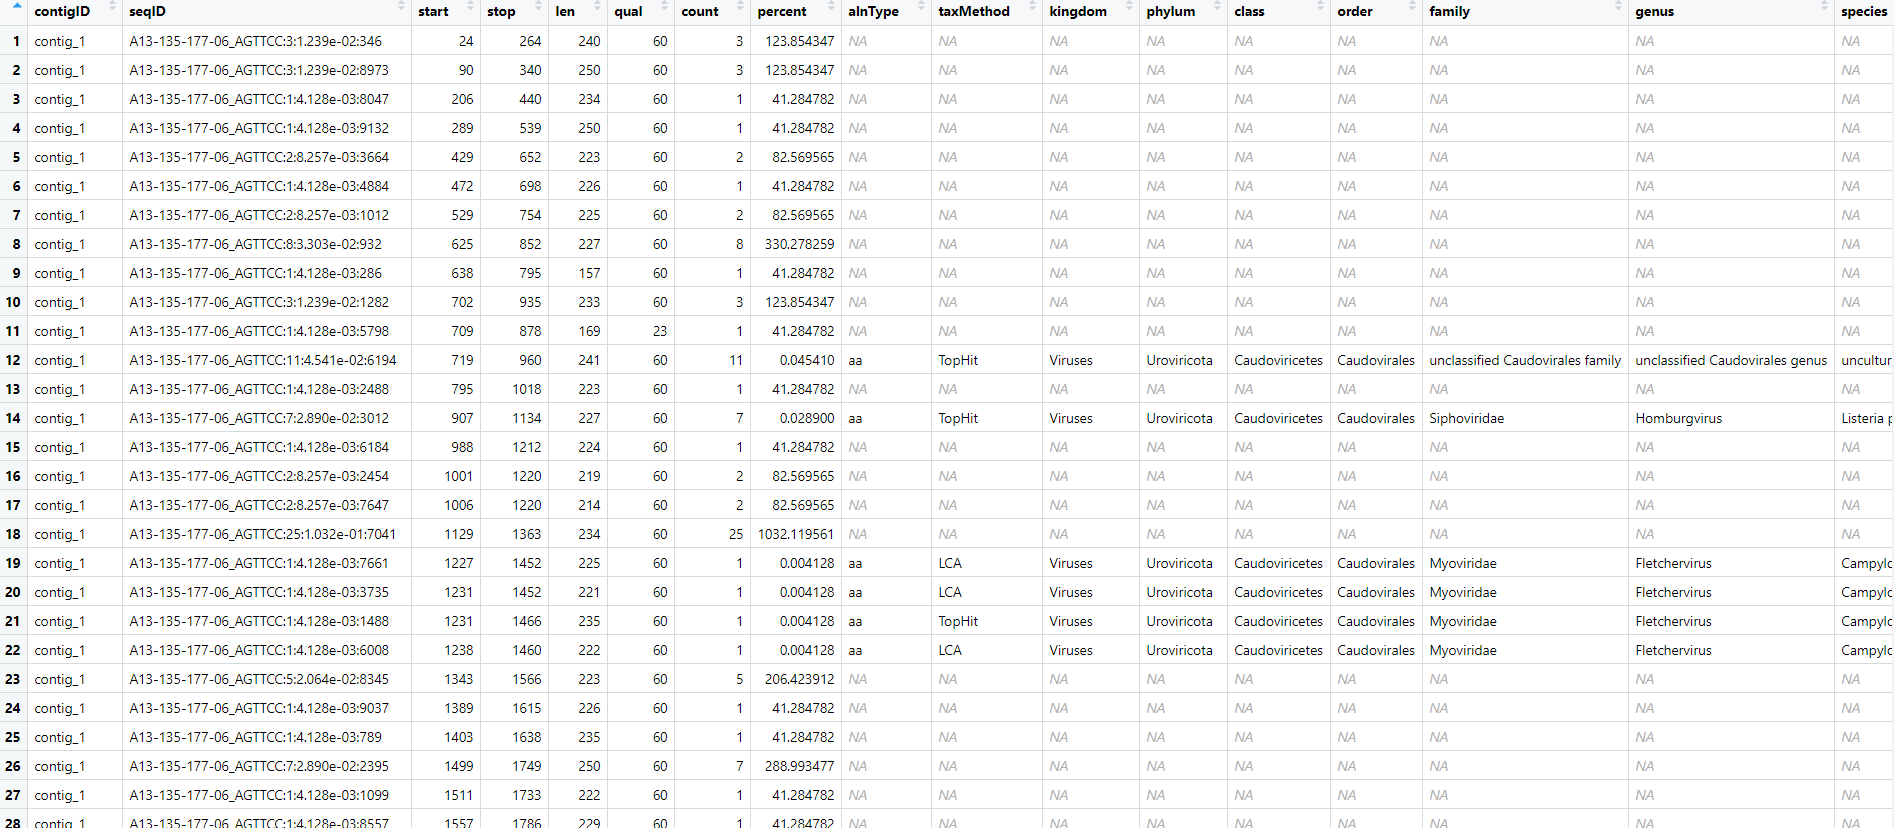 contigID seqID start stop len qual count percent alnType taxMethod kingdom phylum class order family genus species
1 contig_1 A13-135-177-06_AGTTCC:3:1.239e-02:346 24 264 240 60 3 123.854347 NA NA NA NA NA NA NA NA NA
2 contig_1 A13-135-177-06_AGTTCC:3:1.239e-02:8973 90 340 250 60 3 123.854347 NA NA NA NA NA NA NA NA NA
3 contig_1 A13-135-177-06_AGTTCC:1:4.128e-03:8047 206 440 234 60 1 41.284782 NA NA NA NA NA NA NA NA NA
4 contig_1 A13-135-177-06_AGTTCC:1:4.128e-03:9132 289 539 250 60 1 41.284782 NA NA NA NA NA NA NA NA NA
5 contig_1 A13-135-177-06_AGTTCC:2:8.257e-03:3664 429 652 223 60 2 82.569565 NA NA NA NA NA NA NA NA NA
6 contig_1 A13-135-177-06_AGTTCC:1:4.128e-03:4884 472 698 226 60 1 41.284782 NA NA NA NA NA NA NA NA NA
7 contig_1 A13-135-177-06_AGTTCC:2:8.257e-03:1012 529 754 225 60 2 82.569565 NA NA NA NA NA NA NA NA NA
8 contig_1 A13-135-177-06_AGTTCC:8:3.303e-02:932 625 852 227 60 8 330.278259 NA NA NA NA NA NA NA NA NA
9 contig_1 A13-135-177-06_AGTTCC:1:4.128e-03:286 638 795 157 60 1 41.284782 NA NA NA NA NA NA NA NA NA
10 contig_1 A13-135-177-06_AGTTCC:3:1.239e-02:1282 702 935 233 60 3 123.854347 NA NA NA NA NA NA NA NA NA
11 contig_1 A13-135-177-06_AGTTCC:1:4.128e-03:5798 709 878 169 23 1 41.284782 NA NA NA NA NA NA NA NA NA
12 contig_1 A13-135-177-06_AGTTCC:11:4.541e-02:6194 719 960 241 60 11 0.045410 aa TopHit Viruses Uroviricota Caudoviricetes Caudovirales unclassified Caudovirales family unclassified Caudovirales genus uncultur
13 contig_1 A13-135-177-06_AGTTCC:1:4.128e-03:2488 795 1018 223 60 1 41.284782 NA NA NA NA NA NA NA NA NA
14 contig_1 A13-135-177-06_AGTTCC:7:2.890e-02:3012 907 1134 227 60 7 0.028900 aa TopHit Viruses Uroviricota Caudoviricetes Caudovirales Siphoviridae Homburgvirus Listeria p
15 contig_1 A13-135-177-06_AGTTCC:1:4.128e-03:6184 988 1212 224 60 1 41.284782 NA NA NA NA NA NA NA NA NA
16 contig_1 A13-135-177-06_AGTTCC:2:8.257e-03:2454 1001 1220 219 60 2 82.569565 NA NA NA NA NA NA NA NA NA
17 contig_1 A13-135-177-06_AGTTCC:2:8.257e-03:7647 1006 1220 214 60 2 82.569565 NA NA NA NA NA NA NA NA NA
18 contig_1 A13-135-177-06_AGTTCC:25:1.032e-01:7041 1129 1363 234 60 25 1032.119561 NA NA NA NA NA NA NA NA NA
19 contig_1 A13-135-177-06_AGTTCC:1:4.128e-03:7661 1227 1452 225 60 1 0.004128 aa LCA Viruses Uroviricota Caudoviricetes Caudovirales Myoviridae Fletchervirus Campylo
20 contig_1 A13-135-177-06_AGTTCC:1:4.128e-03:3735 1231 1452 221 60 1 0.004128 aa LCA Viruses Uroviricota Caudoviricetes Caudovirales Myoviridae Fletchervirus Campylo
21 contig_1 A13-135-177-06_AGTTCC:1:4.128e-03:1488 1231 1466 235 60 1 0.004128 aa TopHit Viruses Uroviricota Caudoviricetes Caudovirales Myoviridae Fletchervirus Campylo
22 contig_1 A13-135-177-06_AGTTCC:1:4.128e-03:6008 1238 1460 222 60 1 0.004128 aa LCA Viruses Uroviricota Caudoviricetes Caudovirales Myoviridae Fletchervirus Campylo
23 contig_1 A13-135-177-06_AGTTCC:5:2.064e-02:8345 1343 1566 223 60 5 206.423912 NA NA NA NA NA NA NA NA NA
24 contig_1 A13-135-177-06_AGTTCC:1:4.128e-03:9037 1389 1615 226 60 1 41.284782 NA NA NA NA NA NA NA NA NA
25 contig_1 A13-135-177-06_AGTTCC:1:4.128e-03:789 1403 1638 235 60 1 41.284782 NA NA NA NA NA NA NA NA NA
26 contig_1 A13-135-177-06_AGTTCC:7:2.890e-02:2395 1499 1749 250 60 7 288.993477 NA NA NA NA NA NA NA NA NA
27 contig_1 A13-135-177-06_AGTTCC:1:4.128e-03:1099 1511 1733 222 60 1 41.284782 NA NA NA NA NA NA NA NA NA
28 contig_1 A13-135-177-06_AGTTCC:1:4.128e-03:8557 1557 1786 229 60 1 41.284782 NA NA NA NA NA NA NA NA NA